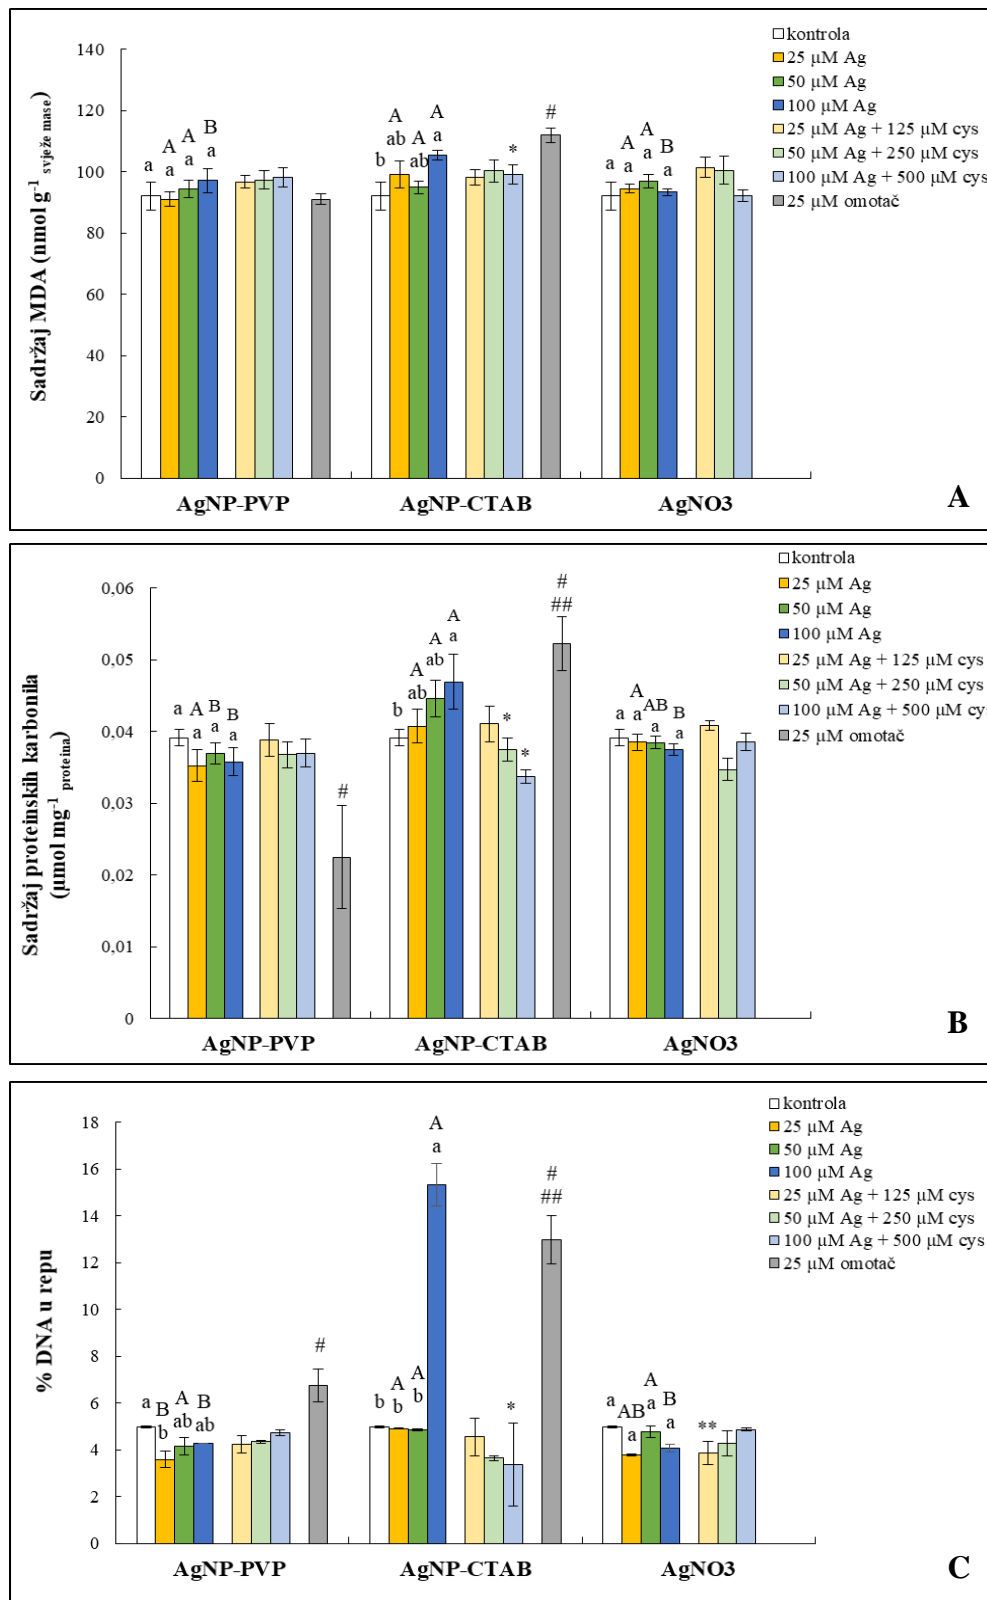 kontrola
25 µM Ag
50 µM Ag
100 µM Ag
25 µM Ag + 125 µM cys
50 µM Ag + 250 µM cys
100 µM Ag + 500 µM cys
25 µM omotač
Sadržaj MDA (nmol g⁻¹ svježe mase)
140
120
100
80
60
40
20
0
a
A
a
A
a
B
a
b
A
ab
A
ab
A
a
*
#
a
A
a
A
a
B
a
AgNP-PVP
AgNP-CTAB
AgNO3
A
kontrola
25 µM Ag
50 µM Ag
100 µM Ag
25 µM Ag + 125 µM cys
50 µM Ag + 250 µM cys
100 µM Ag + 500 µM cys
25 µM omotač
Sadržaj proteinskih karbonila
(µmol mg⁻¹ proteina)
0,06
0,05
0,04
0,03
0,02
0,01
0
a
A
a
B
a
B
a
#
b
A
ab
A
ab
A
a
*
*
#
##
a
A
a
AB
a
B
a
AgNP-PVP
AgNP-CTAB
AgNO3
B
kontrola
25 µM Ag
50 µM Ag
100 µM Ag
25 µM Ag + 125 µM cys
50 µM Ag + 250 µM cys
100 µM Ag + 500 µM cys
25 µM omotač
% DNA u repu
18
16
14
12
10
8
6
4
2
0
a
B
b
A
ab
B
ab
#
b
A
b
A
b
A
a
*
#
##
a
AB
a
A
a
B
a
**
AgNP-PVP
AgNP-CTAB
AgNO3
C